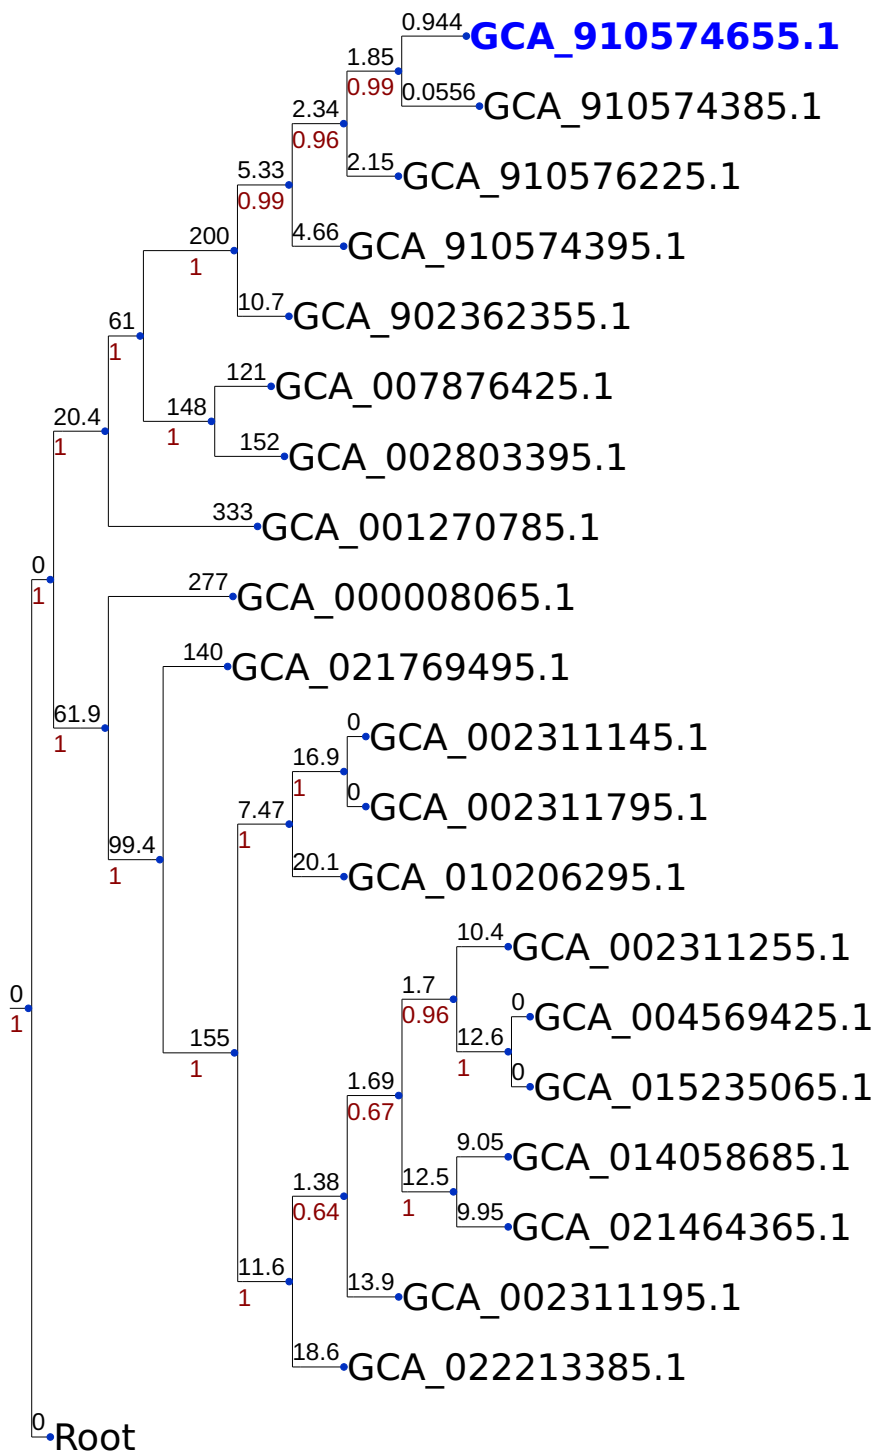 0.944
GCA_910574655.1
1.85
0.99
0.0556
GCA_910574385.1
2.34
0.96
2.15
GCA_910576225.1
5.33
0.99
4.66
GCA_910574395.1
200
1
10.7
GCA_902362355.1
61
1
121
GCA_007876425.1
148
1
152
GCA_002803395.1
20.4
1
333
GCA_001270785.1
0
1
277
GCA_000008065.1
140
GCA_021769495.1
61.9
1
0
GCA_002311145.1
16.9
1
0
GCA_002311795.1
7.47
1
20.1
GCA_010206295.1
99.4
1
10.4
GCA_002311255.1
1.7
0.96
0
GCA_004569425.1
12.6
1
0
GCA_015235065.1
0
1
155
1
1.69
0.67
9.05
GCA_014058685.1
12.5
1
9.95
GCA_021464365.1
1.38
0.64
13.9
GCA_002311195.1
11.6
1
18.6
GCA_022213385.1
0
Root